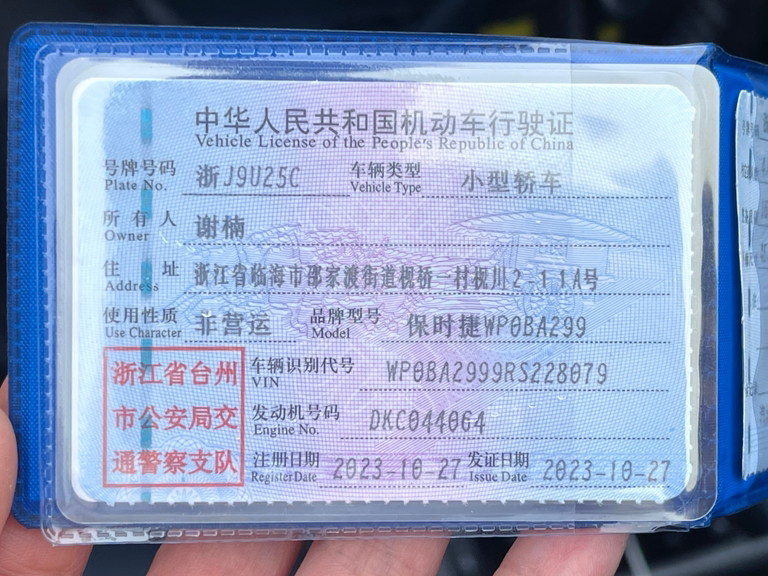 中华人民共和国机动车行驶证
Vehicle License of the People's Republic of China
号牌号码 浙J9U25C 车辆类型 小型轿车
Plate No. Vehicle Type
所有人 谢楠
Owner
住址 浙江省临海市邵家渡街道枧桥一村枧川2-11A号
Address
使用性质 非营运 品牌型号 保时捷WP0BA299
Use Character Model
浙江省台州
市公安局交
通警察支队
车辆识别代号 WP0BA2999RS228079
VIN
发动机号码 DKC044064
Engine No.
注册日期 2023-10-27 发证日期 2023-10-27
Register Date Issue Date